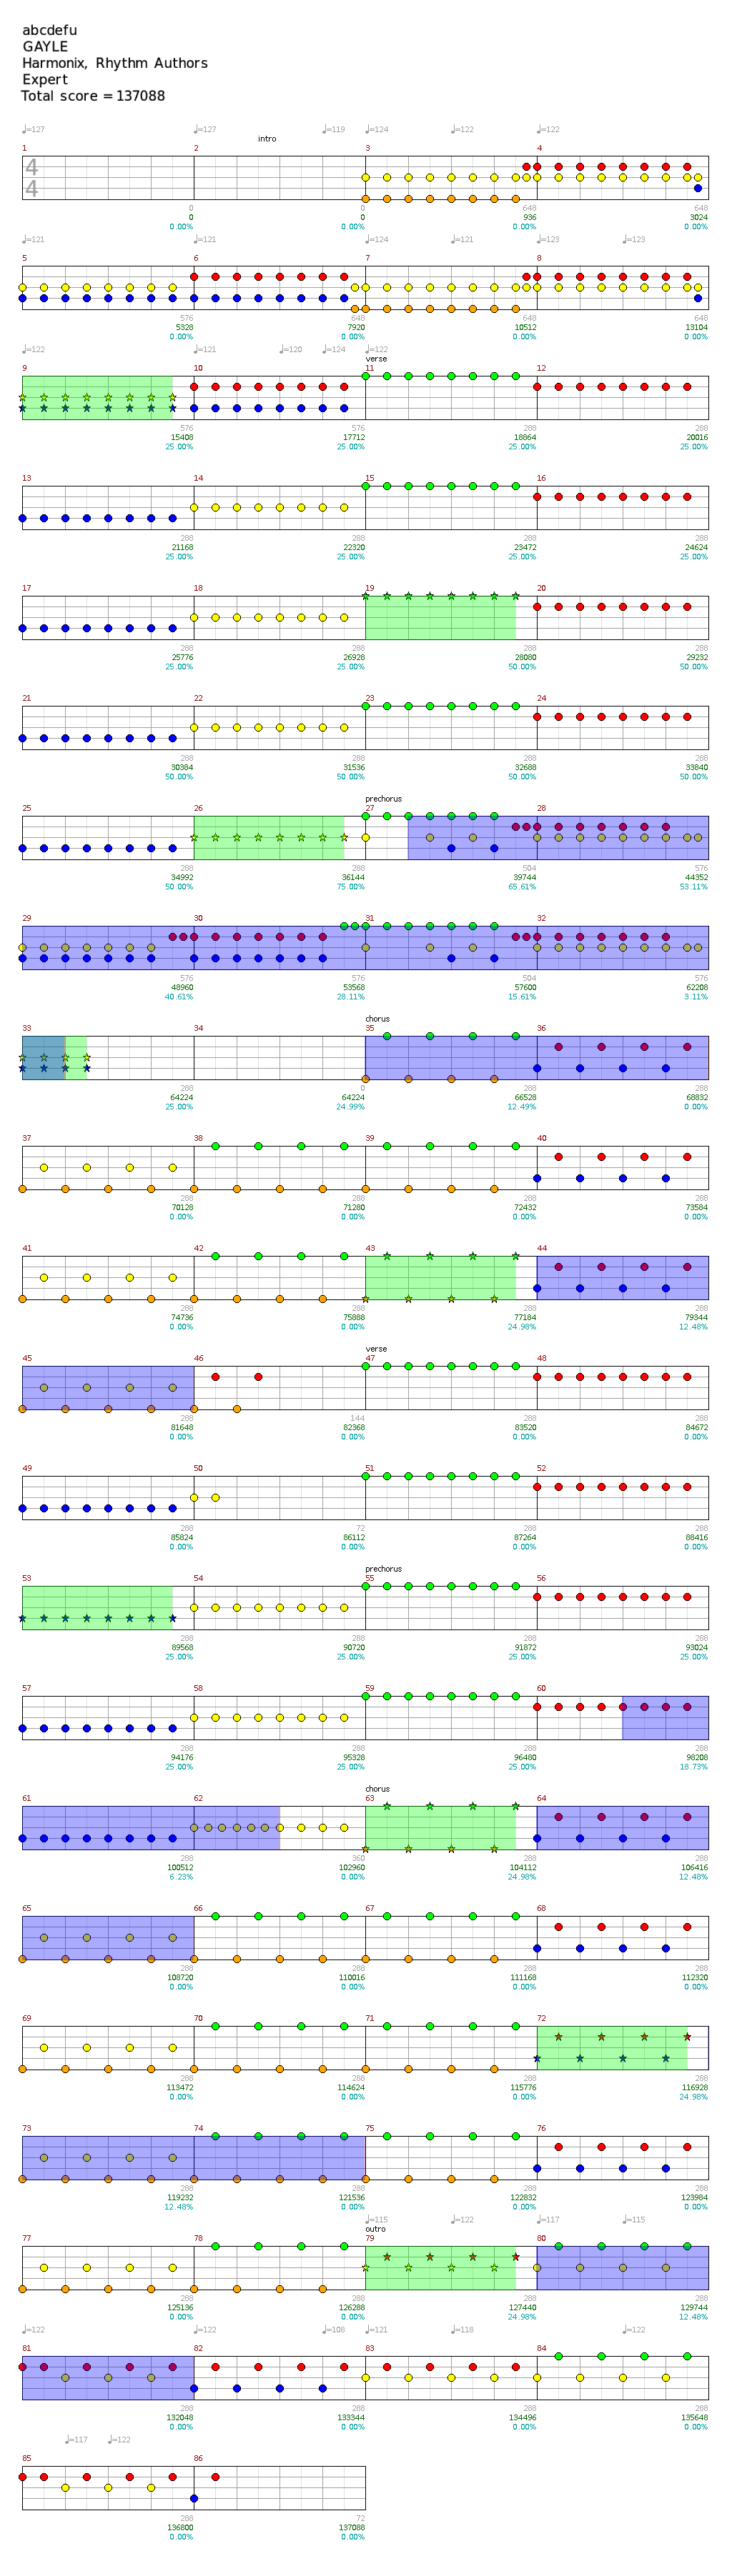 abcdefu
GAYLE
Harmonix, Rhythm Authors
Expert
Total score = 137088
♩=127 ♩=127 ♩=119 ♩=124 ♩=122 ♩=122
intro
1 2 3 4
4
4
0 0 648 648
0 0 936 3024
0.00% 0.00% 0.00% 0.00%
♩=121 ♩=121 ♩=124 ♩=121 ♩=123 ♩=123
5 6 7 8
576 648 648 648
5328 7920 10512 13104
0.00% 0.00% 0.00% 0.00%
♩=122 ♩=121 ♩=120 ♩=124 ♩=122
verse
9 10 11 12
576 576 288 288
15408 17712 18864 20016
25.00% 25.00% 25.00% 25.00%
13 14 15 16
288 288 288 288
21168 22320 23472 24624
25.00% 25.00% 25.00% 25.00%
17 18 19 20
288 288 288 288
25776 26928 28080 29232
25.00% 25.00% 50.00% 50.00%
21 22 23 24
288 288 288 288
30384 31536 32688 33840
50.00% 50.00% 50.00% 50.00%
prechorus
25 26 27 28
288 288 504 576
34992 36144 39744 44352
50.00% 75.00% 65.61% 53.11%
29 30 31 32
576 576 504 576
48960 53568 57600 62208
40.61% 28.11% 15.61% 3.11%
chorus
33 34 35 36
288 0 288 288
64224 64224 66528 68832
25.00% 24.99% 12.49% 0.00%
37 38 39 40
288 288 288 288
70128 71280 72432 73584
0.00% 0.00% 0.00% 0.00%
41 42 43 44
288 288 288 288
74736 75888 77184 79344
0.00% 0.00% 24.98% 12.48%
verse
45 46 47 48
288 144 288 288
81648 82368 83520 84672
0.00% 0.00% 0.00% 0.00%
49 50 51 52
288 72 288 288
85824 86112 87264 88416
0.00% 0.00% 0.00% 0.00%
prechorus
53 54 55 56
288 288 288 288
89568 90720 91872 93024
25.00% 25.00% 25.00% 25.00%
57 58 59 60
288 288 288 288
94176 95328 96480 98208
25.00% 25.00% 25.00% 18.73%
chorus
61 62 63 64
288 360 288 288
100512 102960 104112 106416
6.23% 0.00% 24.98% 12.48%
65 66 67 68
288 288 288 288
108720 110016 111168 112320
0.00% 0.00% 0.00% 0.00%
69 70 71 72
288 288 288 288
113472 114624 115776 116928
0.00% 0.00% 0.00% 24.98%
73 74 75 76
288 288 288 288
119232 121536 122832 123984
12.48% 0.00% 0.00% 0.00%
♩=115 ♩=122 ♩=117 ♩=115
outro
77 78 79 80
288 288 288 288
125136 126288 127440 129744
0.00% 0.00% 24.98% 12.48%
♩=122 ♩=122 ♩=108 ♩=121 ♩=118 ♩=122
81 82 83 84
288 288 288 288
132048 133344 134496 135648
0.00% 0.00% 0.00% 0.00%
♩=117 ♩=122
85 86
288 72
136800 137088
0.00% 0.00%